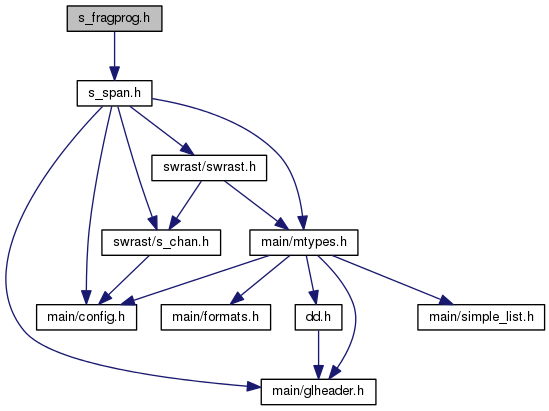 s_fragprog.h
s_span.h
swrast/swrast.h
swrast/s_chan.h
main/mtypes.h
main/config.h
main/formats.h
dd.h
main/simple_list.h
main/glheader.h